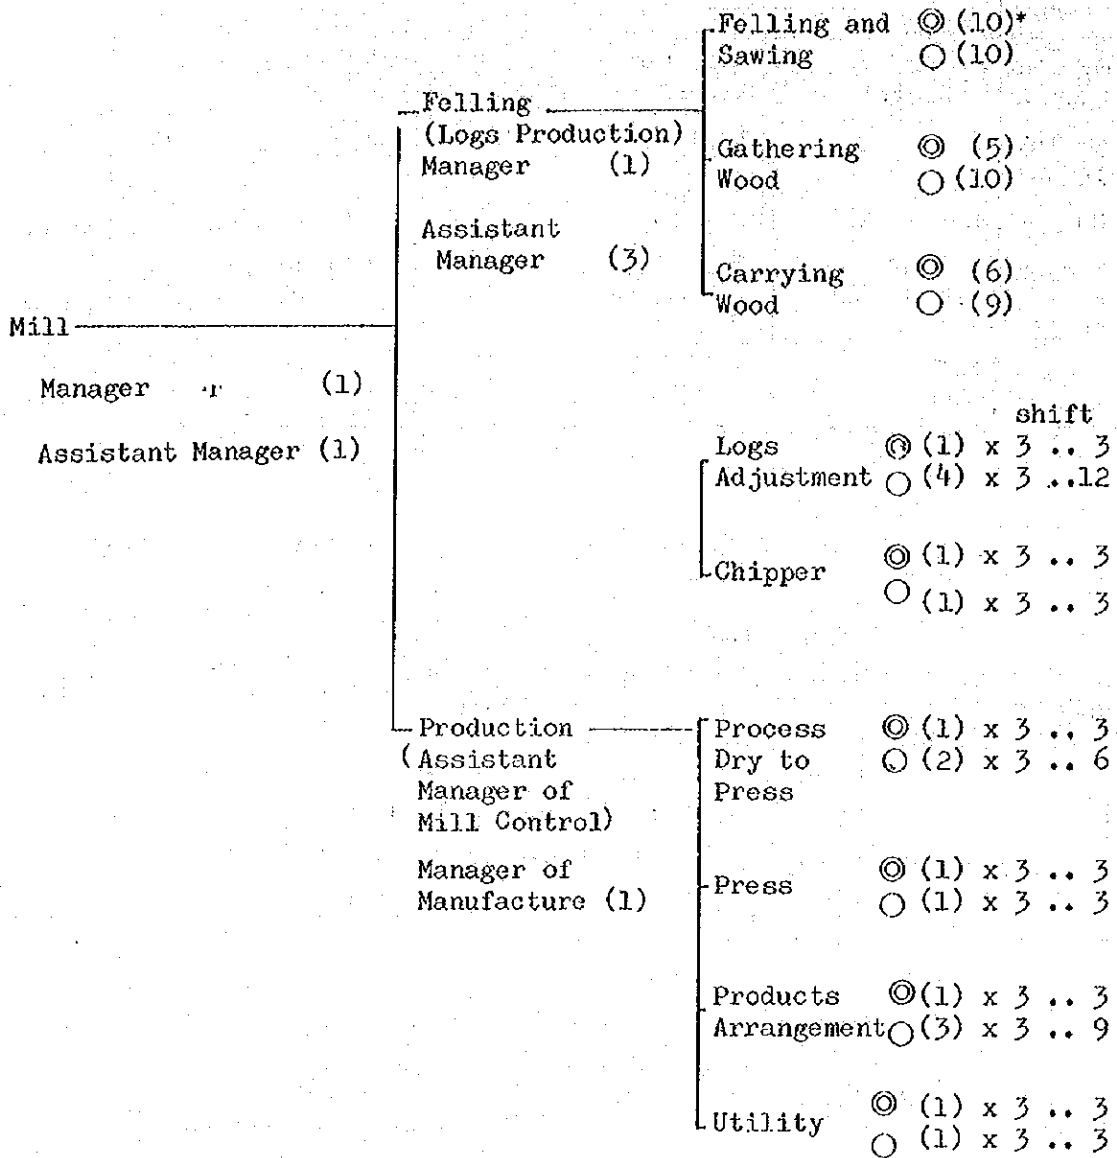 Mill
Manager (1)
Assistant Manager (1)
Felling
(Logs Production)
Manager (1)
Assistant
Manager (3)
Felling and ◎ (10)*
Sawing ○ (10)
Gathering ◎ (5)
Wood ○ (10)
Carrying ◎ (6)
Wood ○ (9)
shift
Logs ◎ (1) x 3 .. 3
Adjustment ○ (4) x 3 ..12
Chipper ◎ (1) x 3 .. 3
○ (1) x 3 .. 3
Production
(Assistant
Manager of
Mill Control)
Manager of
Manufacture (1)
Process ◎ (1) x 3 .. 3
Dry to ○ (2) x 3 .. 6
Press
Press ◎ (1) x 3 .. 3
○ (1) x 3 .. 3
Products ◎ (1) x 3 .. 3
Arrangement ○ (3) x 3 .. 9
Utility ◎ (1) x 3 .. 3
○ (1) x 3 .. 3